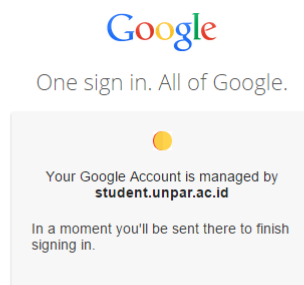 Google
One sign in. All of Google.
Your Google Account is managed by
student.unpar.ac.id
In a moment you'll be sent there to finish
signing in.